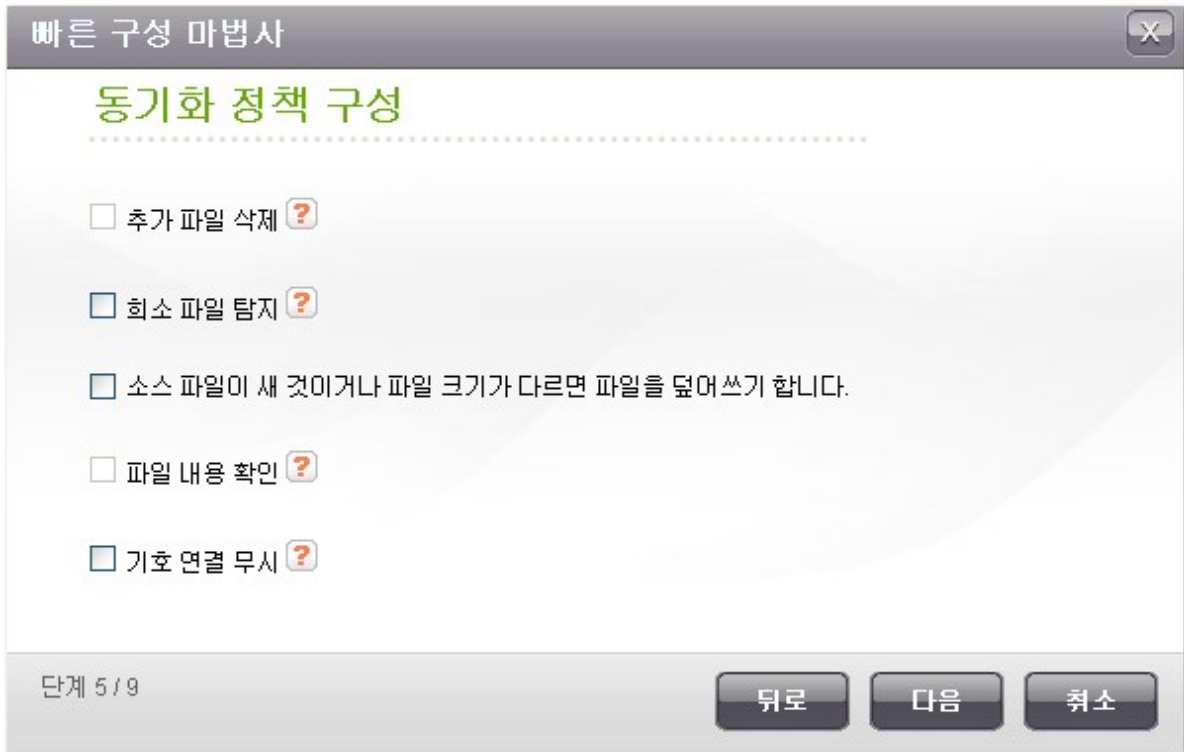 빠른 구성 마법사
X
동기화 정책 구성
추가 파일 삭제 ?
희소 파일 탐지 ?
소스 파일이 새 것이거나 파일 크기가 다르면 파일을 덮어쓰기 합니다.
파일 내용 확인 ?
기호 연결 무시 ?
단계 5 / 9
뒤로
다음
취소